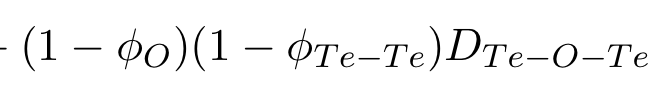 - (1 − ϕ_O)(1 − ϕ_{Te−Te})D_{Te−O−Te}